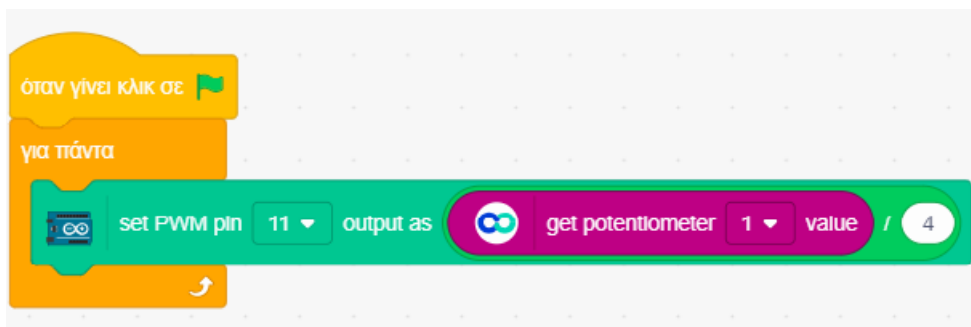 όταν γίνει κλικ σε
για πάντα
set PWM pin 11 output as get potentiometer 1 value / 4